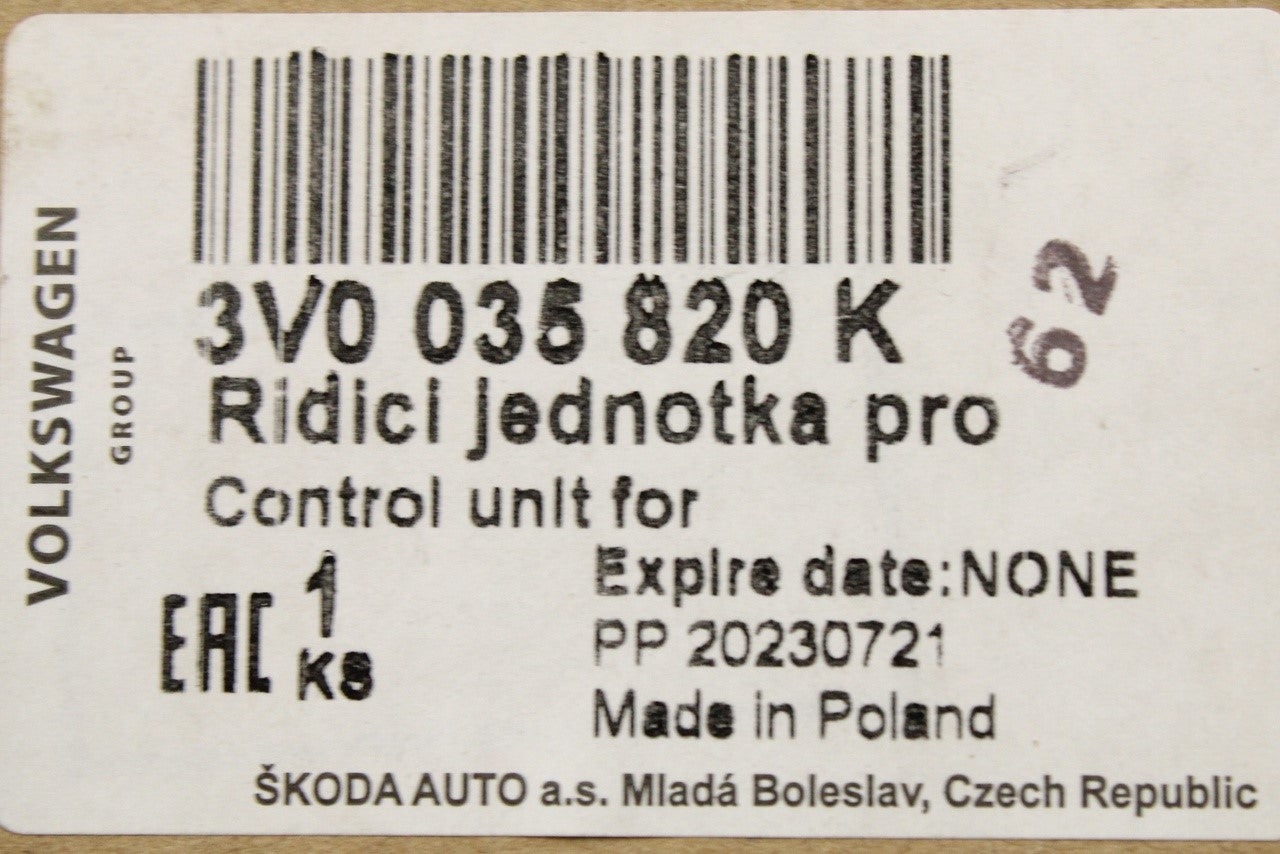 VOLKSWAGEN
GROUP
3V0 035 820 K
62
Ridici jednotka pro
Control unit for
EAC
1
ks
Expire date:NONE
PP 20230721
Made in Poland
ŠKODA AUTO a.s. Mladá Boleslav, Czech Republic